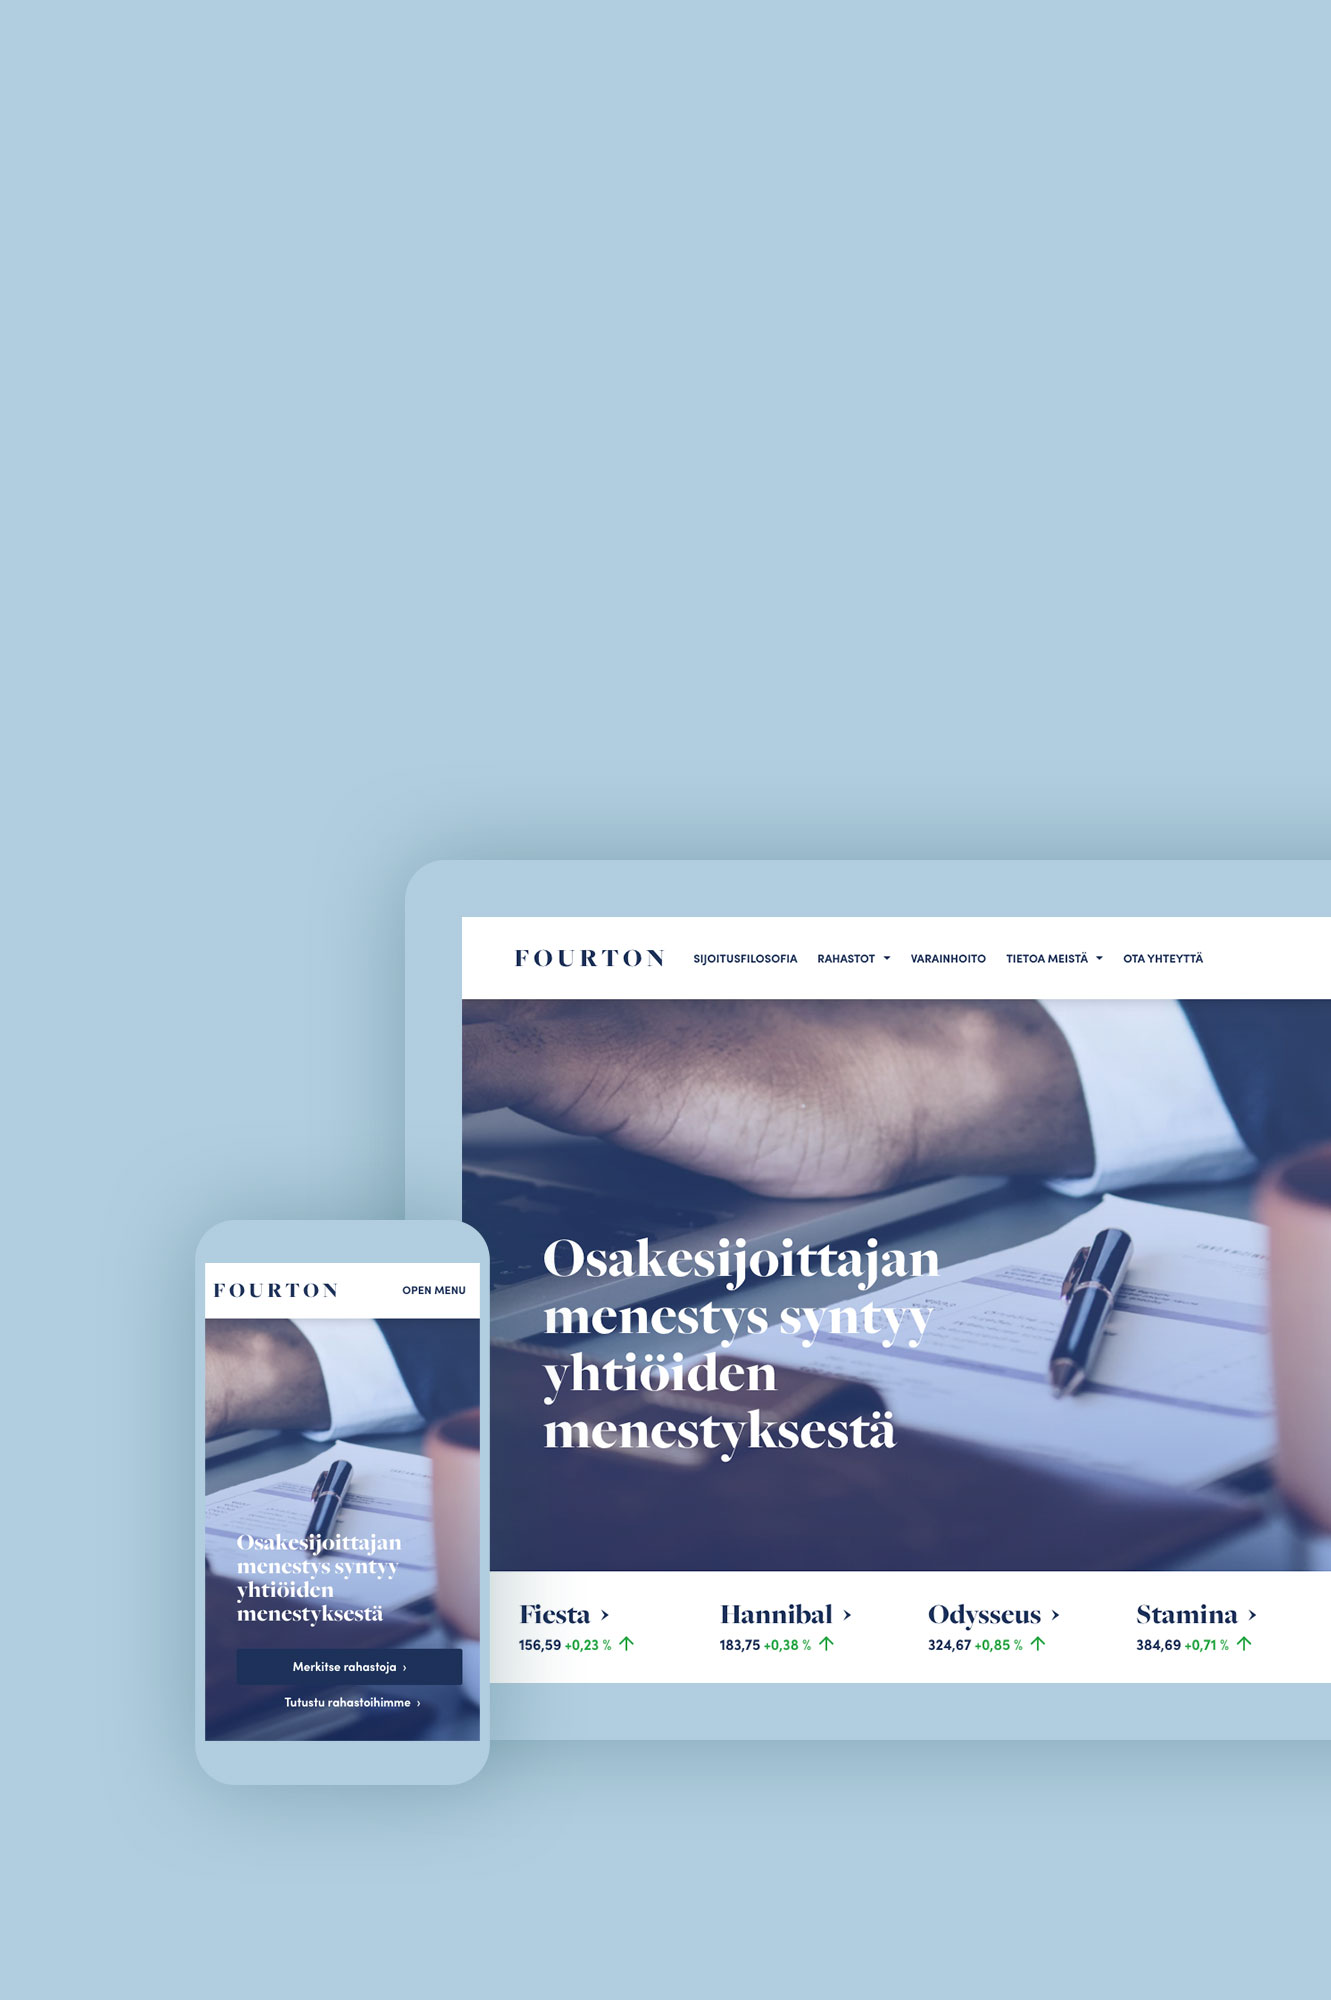 FOURTON SIJOITUSFILOSOFIA RAHASTOT VARAINHOITO TIETOA MEISTÄ OTA YHTEYTTÄ
Osakesijoittajan
menestys syntyy
yhtiöiden
menestyksestä
Fiesta › Hannibal › Odysseus › Stamina ›
156,59 +0,23 % ↑ 183,75 +0,38 % ↑ 324,67 +0,85 % ↑ 384,69 +0,71 % ↑
FOURTON OPEN MENU
Osakesijoittajan
menestys syntyy
yhtiöiden
menestyksestä
Merkitse rahastoja ›
Tutustu rahastoihimme ›